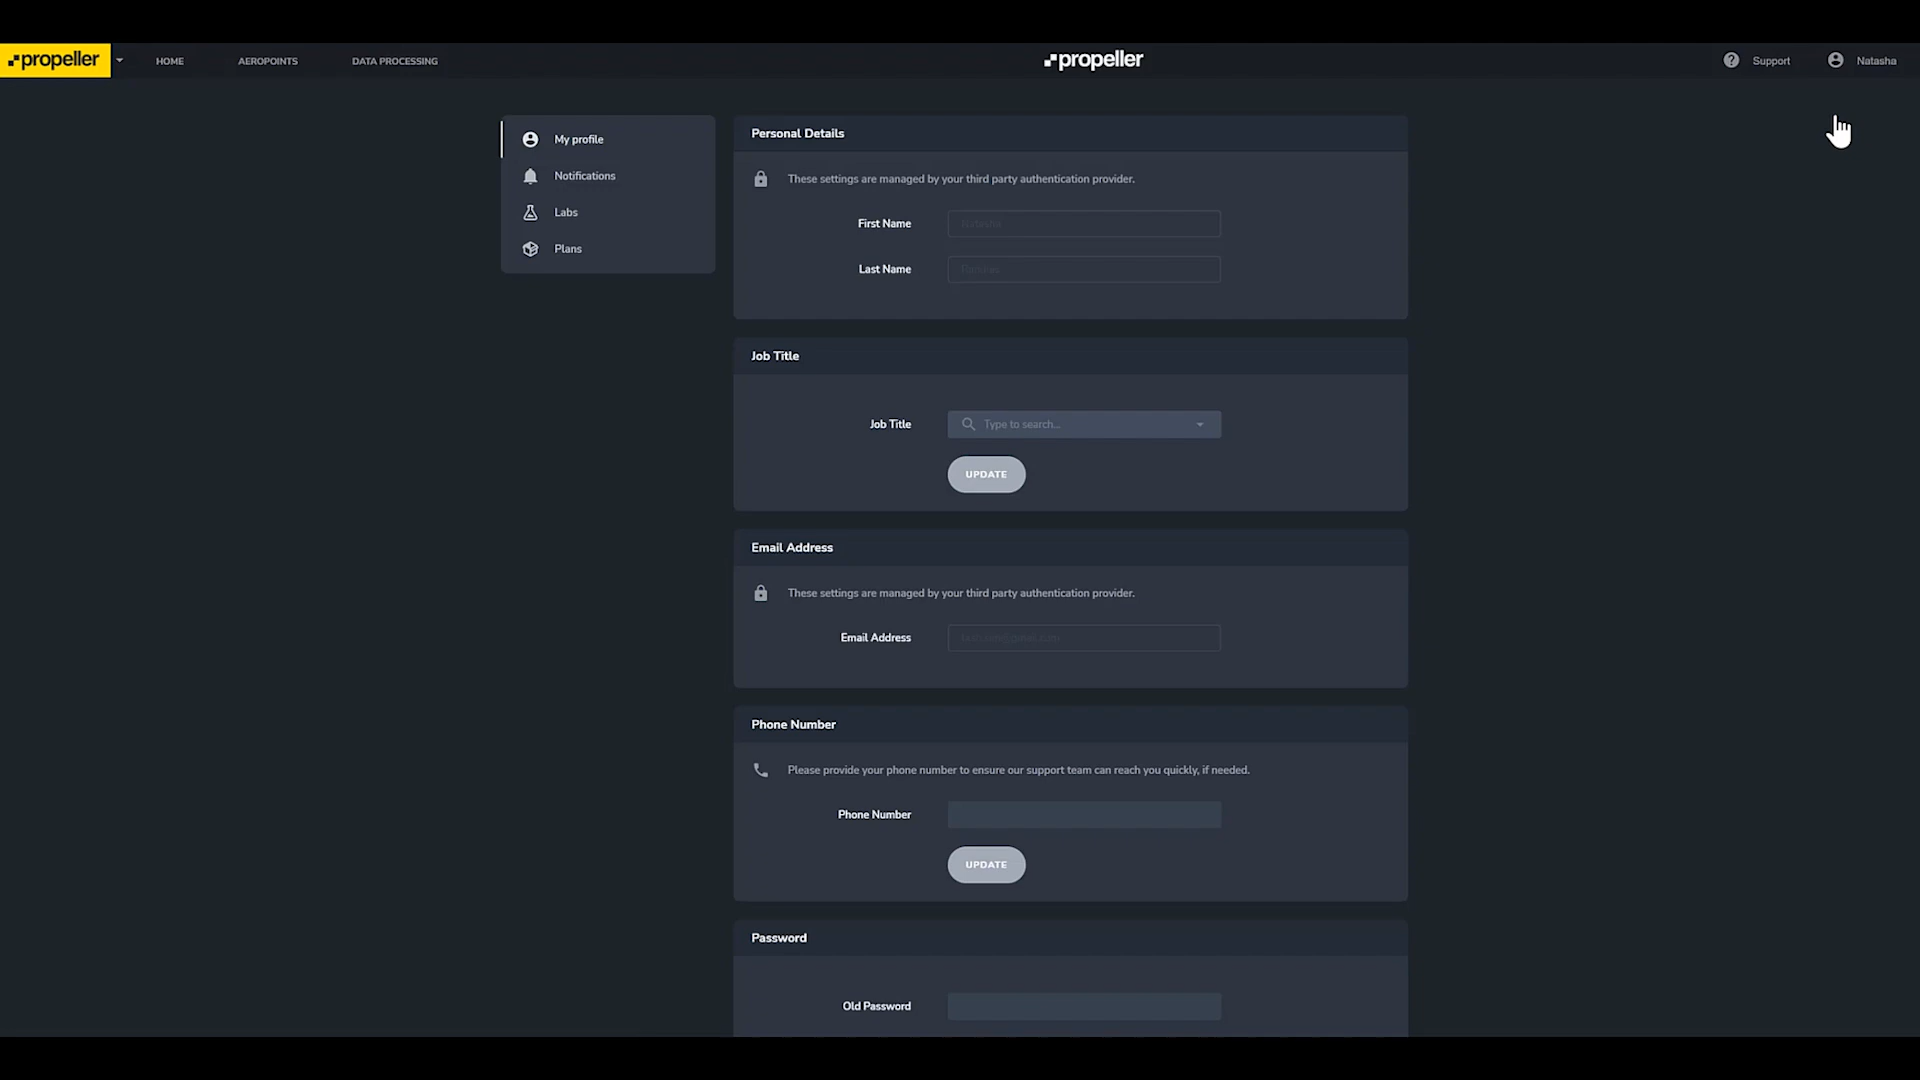 propeller
HOME
AEROPOINTS
DATA PROCESSING
propeller
Support
Natasha
My profile
Notifications
Labs
Plans
Personal Details
These settings are managed by your third party authentication provider.
First Name
Natasha
Last Name
Job Title
Job Title
Type to search...
UPDATE
Email Address
These settings are managed by your third party authentication provider.
Email Address
Phone Number
Please provide your phone number to ensure our support team can reach you quickly, if needed.
Phone Number
UPDATE
Password
Old Password